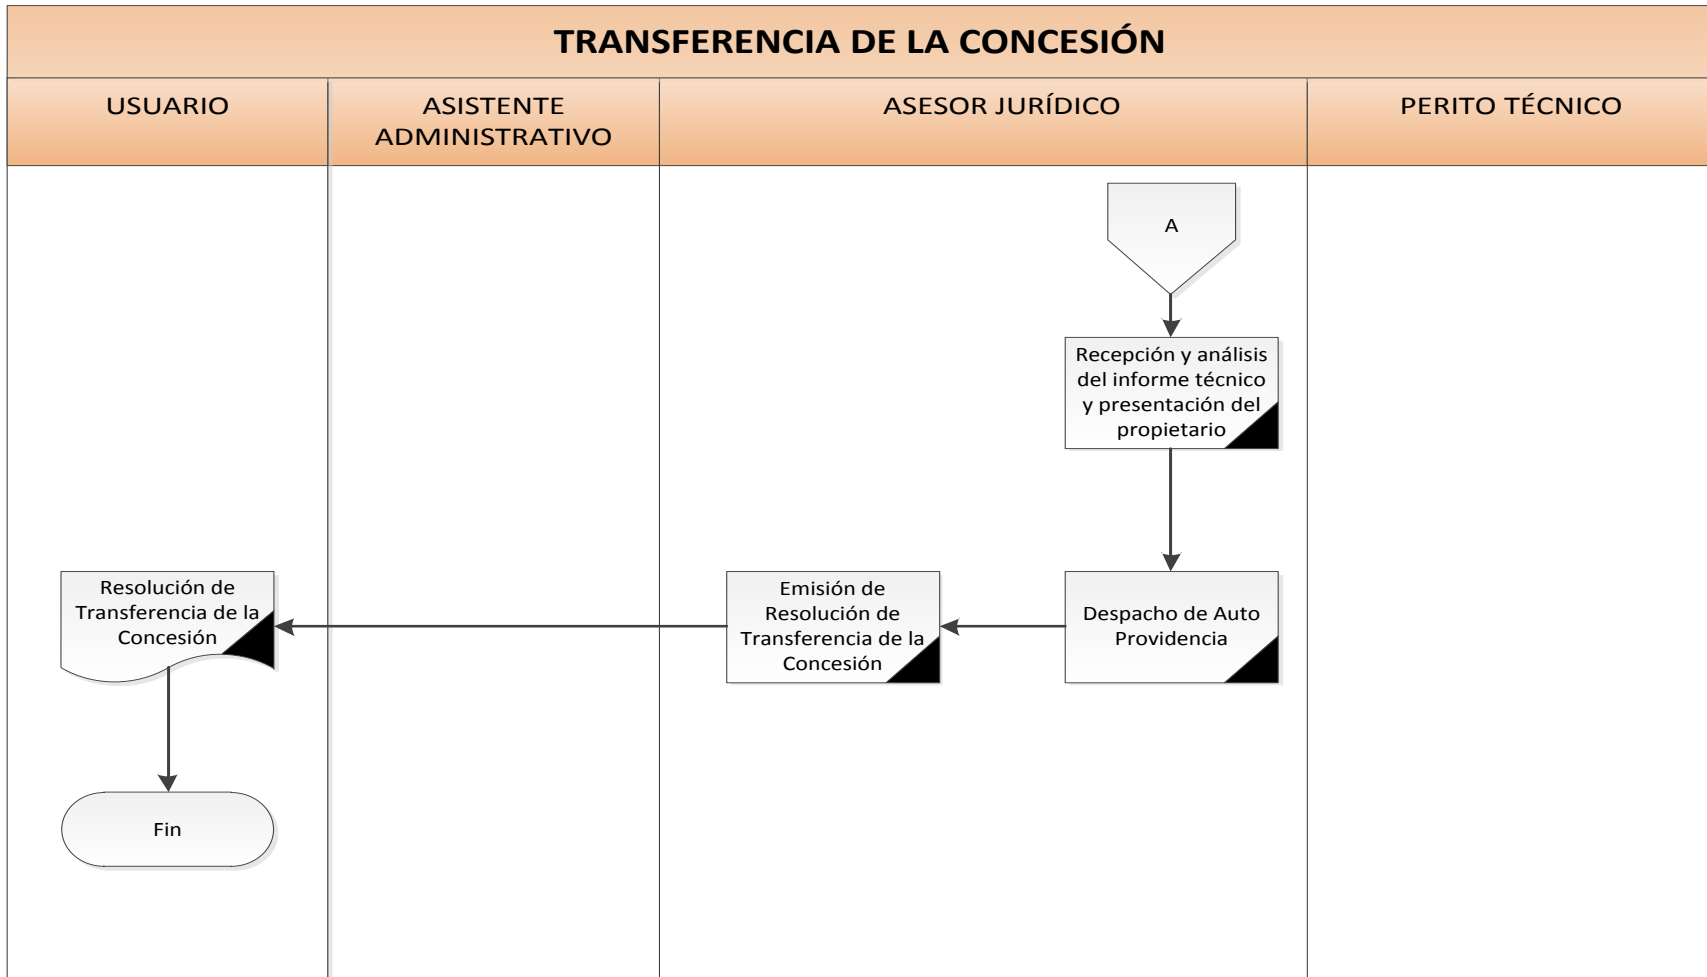 TRANSFERENCIA DE LA CONCESIÓN
USUARIO
ASISTENTE
ADMINISTRATIVO
ASESOR JURÍDICO
PERITO TÉCNICO
A
Recepción y análisis
del informe técnico
y presentación del
propietario
Resolución de
Transferencia de la
Concesión
Emisión de
Resolución de
Transferencia de la
Concesión
Despacho de Auto
Providencia
Fin